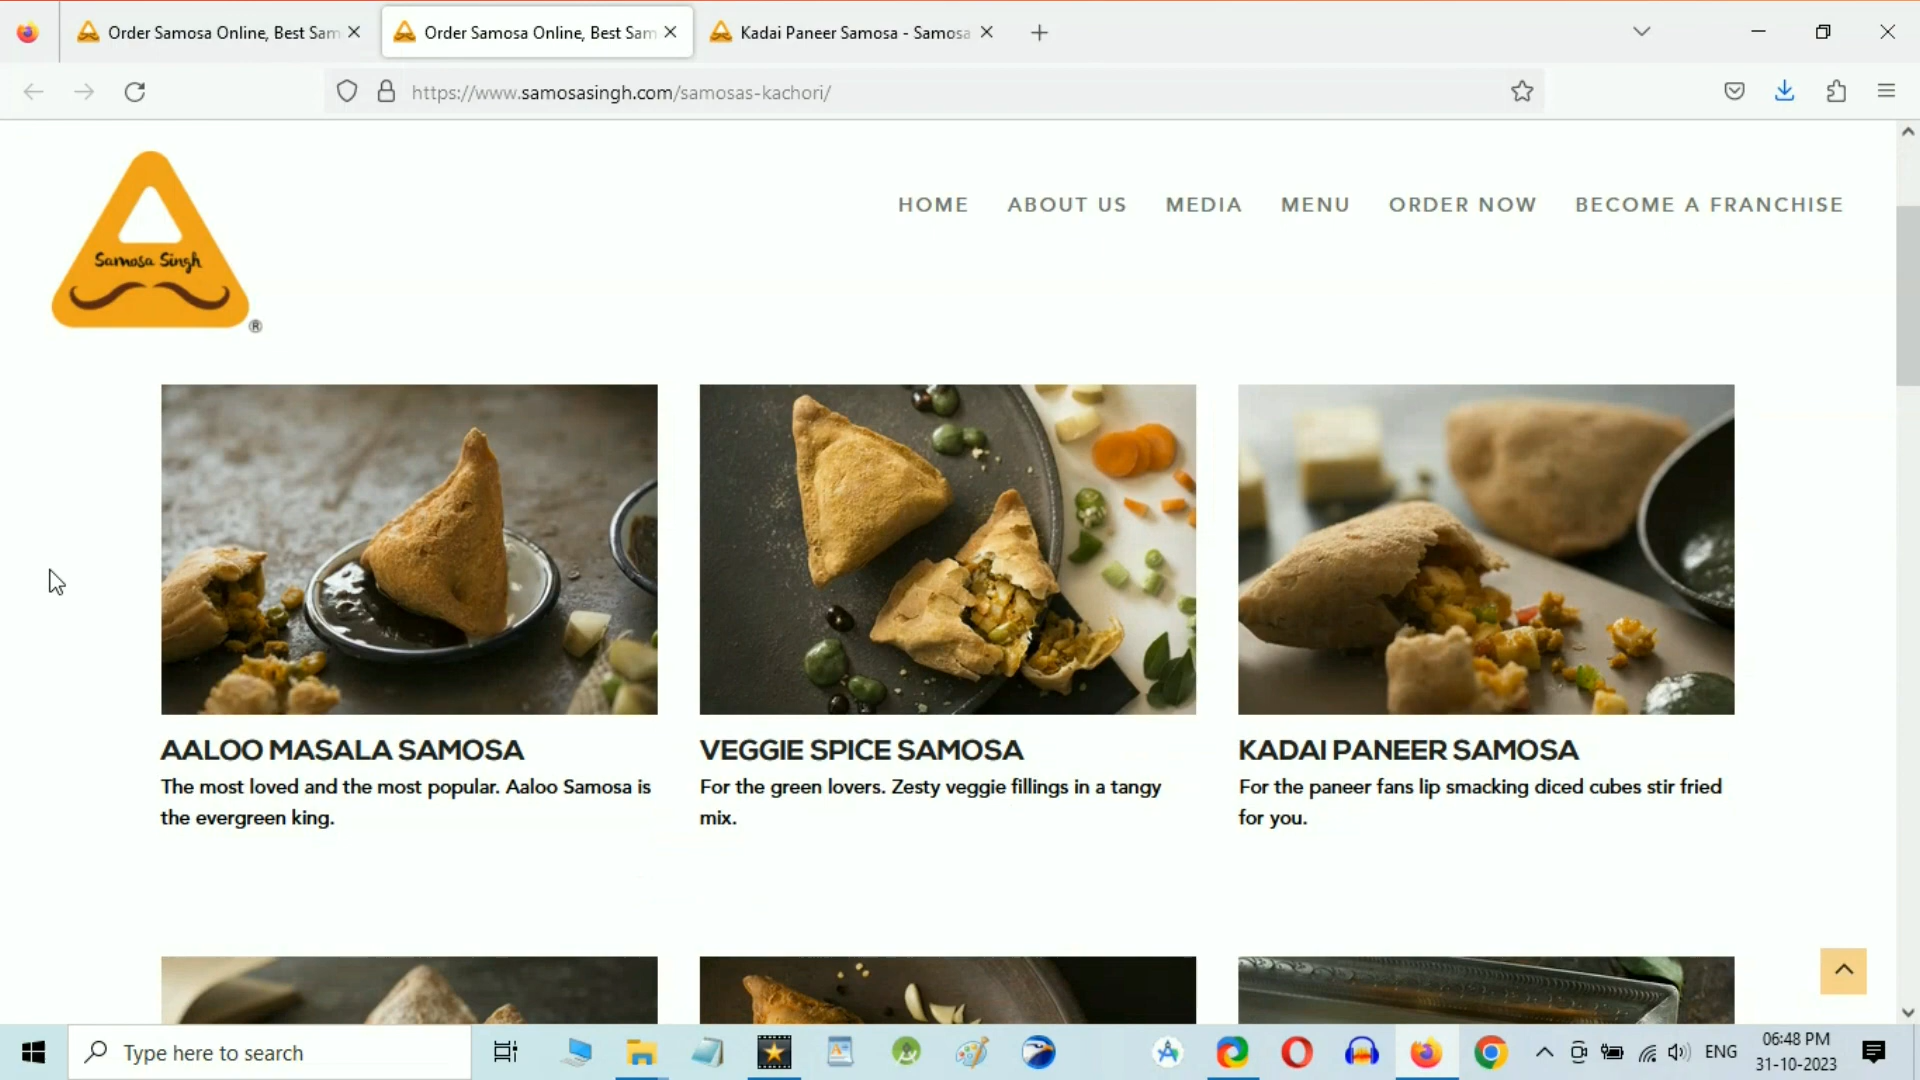 Order Samosa Online, Best Sam
Order Samosa Online, Best Sam
Kadai Paneer Samosa - Samosa
https://www.samosasingh.com/samosas-kachori/
Samosa Singh
®
HOME ABOUT US MEDIA MENU ORDER NOW BECOME A FRANCHISE
AALOO MASALA SAMOSA
The most loved and the most popular. Aaloo Samosa is
the evergreen king.
VEGGIE SPICE SAMOSA
For the green lovers. Zesty veggie fillings in a tangy
mix.
KADAI PANEER SAMOSA
For the paneer fans lip smacking diced cubes stir fried
for you.
Type here to search
ENG
06:48 PM
31-10-2023